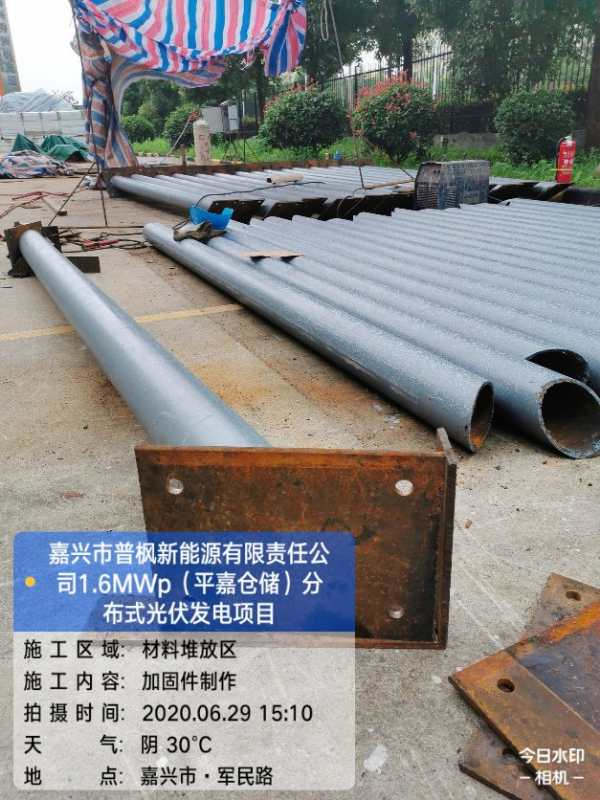 嘉兴市普枫新能源有限责任公
司1.6MWp（平嘉仓储）分
布式光伏发电项目
施工区域：材料堆放区
施工内容：加固件制作
拍摄时间：2020.06.29 15:10
天气：阴 30℃
地点：嘉兴市·军民路
今日水印
－相机－